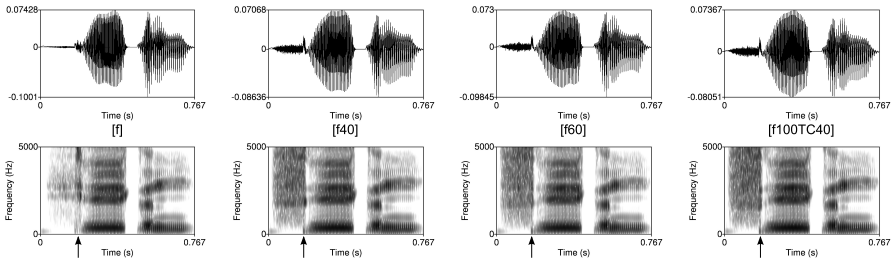 0.07428 0.07068 0.073 0.07367
0 0 0 0
-0.1001 -0.08636 -0.09845 -0.08051
0 0.767 0 0.767 0 0.767 0 0.767
Time (s) Time (s) Time (s) Time (s)
[f] [f40] [f60] [f100TC40]
5000 5000 5000 5000
Frequency (Hz) Frequency (Hz) Frequency (Hz) Frequency (Hz)
0 0 0 0
0 0.767 0 0.767 0 0.767 0 0.767
Time (s) Time (s) Time (s) Time (s)